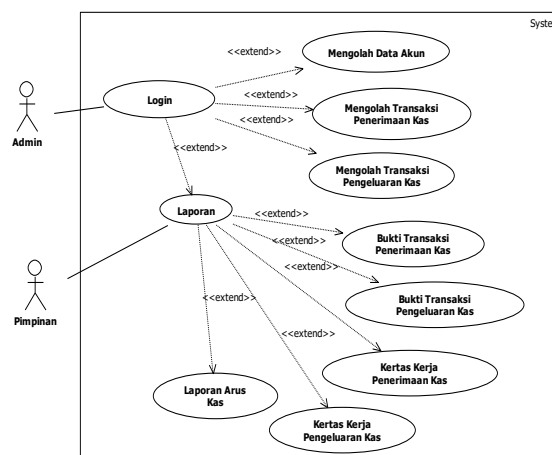 Syste
<<extend>>
Mengolah Data Akun
Login
<<extend>>
Mengolah Transaksi
Penerimaan Kas
Admin
<<extend>>
<<extend>>
Mengolah Transaksi
Pengeluaran Kas
Laporan
<<extend>>
Bukti Transaksi
Penerimaan Kas
<<extend>>
<<extend>>
Pimpinan
<<extend>>
<<extend>>
Bukti Transaksi
Pengeluaran Kas
<<extend>>
Kertas Kerja
Penerimaan Kas
Laporan Arus
Kas
Kertas Kerja
Pengeluaran Kas